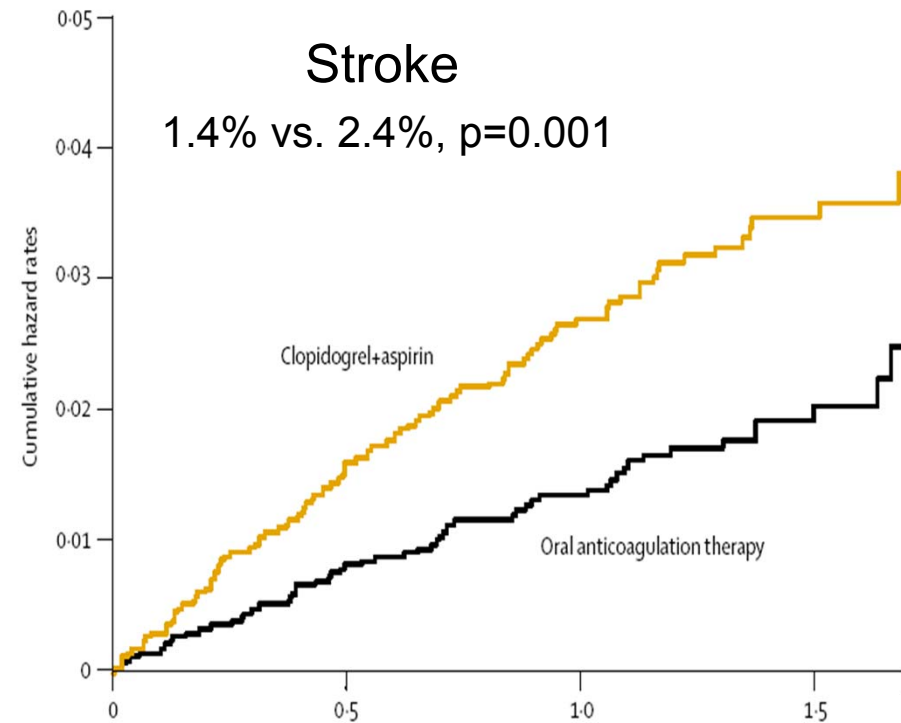 0·05
Stroke
1.4% vs. 2.4%, p=0.001
0·04
Cumulative hazard rates
0·03
Clopidogrel+aspirin
0·02
0·01
Oral anticoagulation therapy
0
0 0·5 1·0 1·5